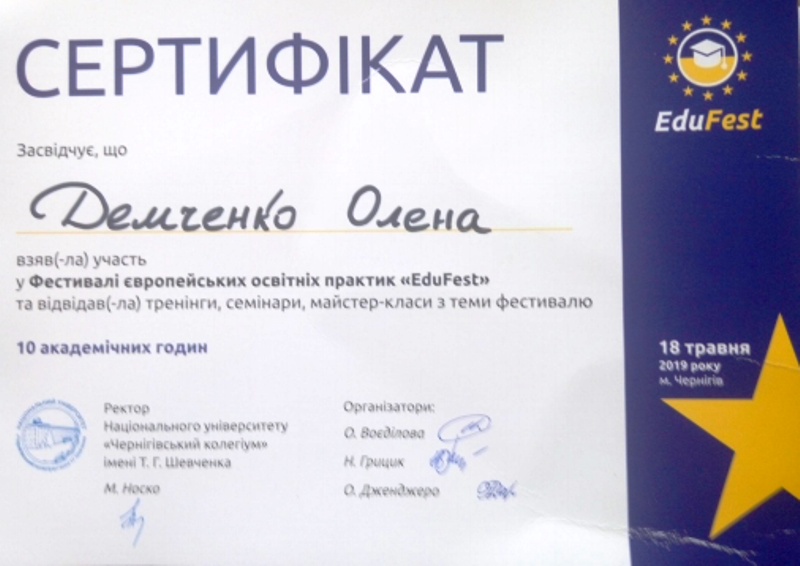 СЕРТИФІКАТ
EduFest
Засвідчує, що
Демченко Олена
взяв(-ла) участь
у Фестивалі європейських освітніх практик «EduFest»
та відвідав(-ла) тренінги, семінари, майстер-класи з теми фестивалю
10 академічних годин
18 травня
2019 року
м. Чернігів
Ректор
Національного університету
«Чернігівський колегіум»
імені Т. Г. Шевченка
М. Носко
Організатори:
О. Воєділова
Н. Грицик
О. Дженджеро